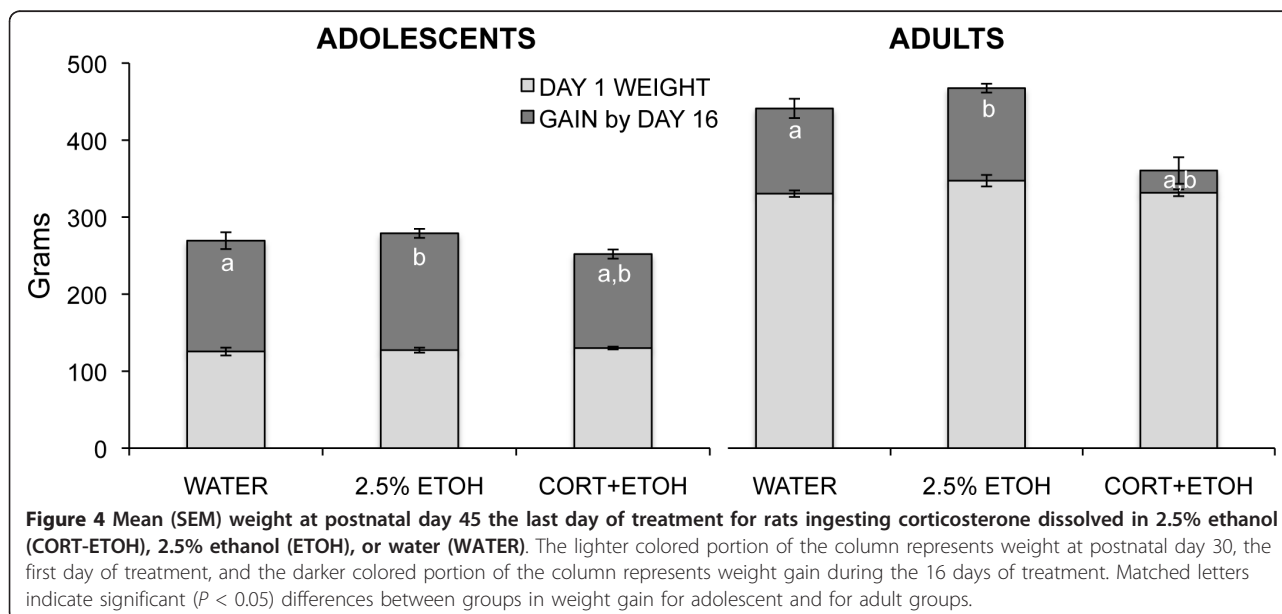 ADOLESCENTS ADULTS
500
400
300
200
100
0
Grams
DAY 1 WEIGHT
GAIN by DAY 16
a
b
a,b
a
b
a,b
WATER 2.5% ETOH CORT+ETOH WATER 2.5% ETOH CORT+ETOH
Figure 4 Mean (SEM) weight at postnatal day 45 the last day of treatment for rats ingesting corticosterone dissolved in 2.5% ethanol
(CORT-ETOH), 2.5% ethanol (ETOH), or water (WATER). The lighter colored portion of the column represents weight at postnatal day 30, the
first day of treatment, and the darker colored portion of the column represents weight gain during the 16 days of treatment. Matched letters
indicate significant (P < 0.05) differences between groups in weight gain for adolescent and for adult groups.